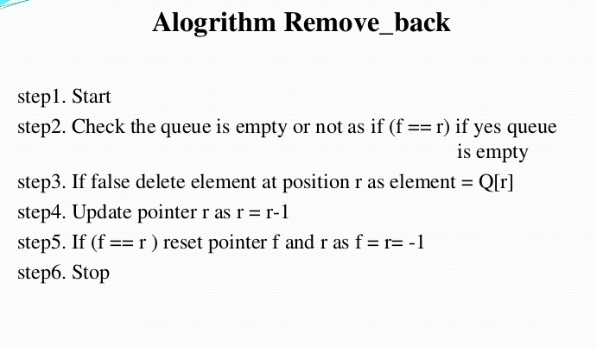 Alogrithm Remove_back
step1. Start
step2. Check the queue is empty or not as if (f == r) if yes queue
is empty
step3. If false delete element at position r as element = Q[r]
step4. Update pointer r as r = r-1
step5. If (f == r ) reset pointer f and r as f = r= -1
step6. Stop